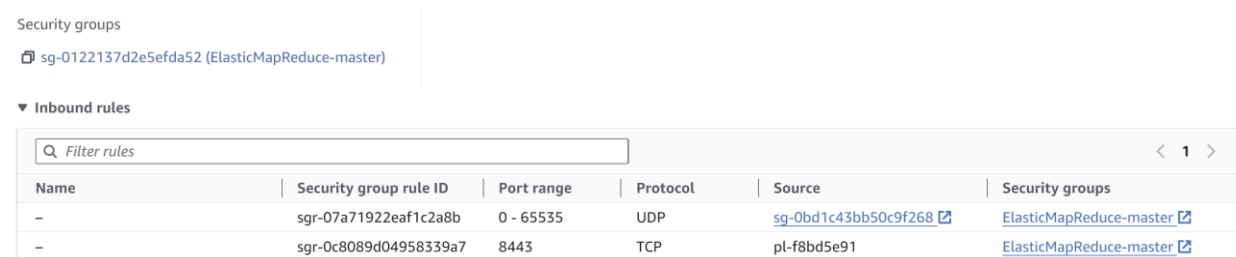 Security groups
sg-0122137d2e5efda52 (ElasticMapReduce-master)
Inbound rules
Filter rules
1
Name Security group rule ID Port range Protocol Source Security groups
– sgr-07a71922eaf1c2a8b 0 - 65535 UDP sg-0bd1c43bb50c9f268 ElasticMapReduce-master
– sgr-0c8089d04958339a7 8443 TCP pl-f8bd5e91 ElasticMapReduce-master